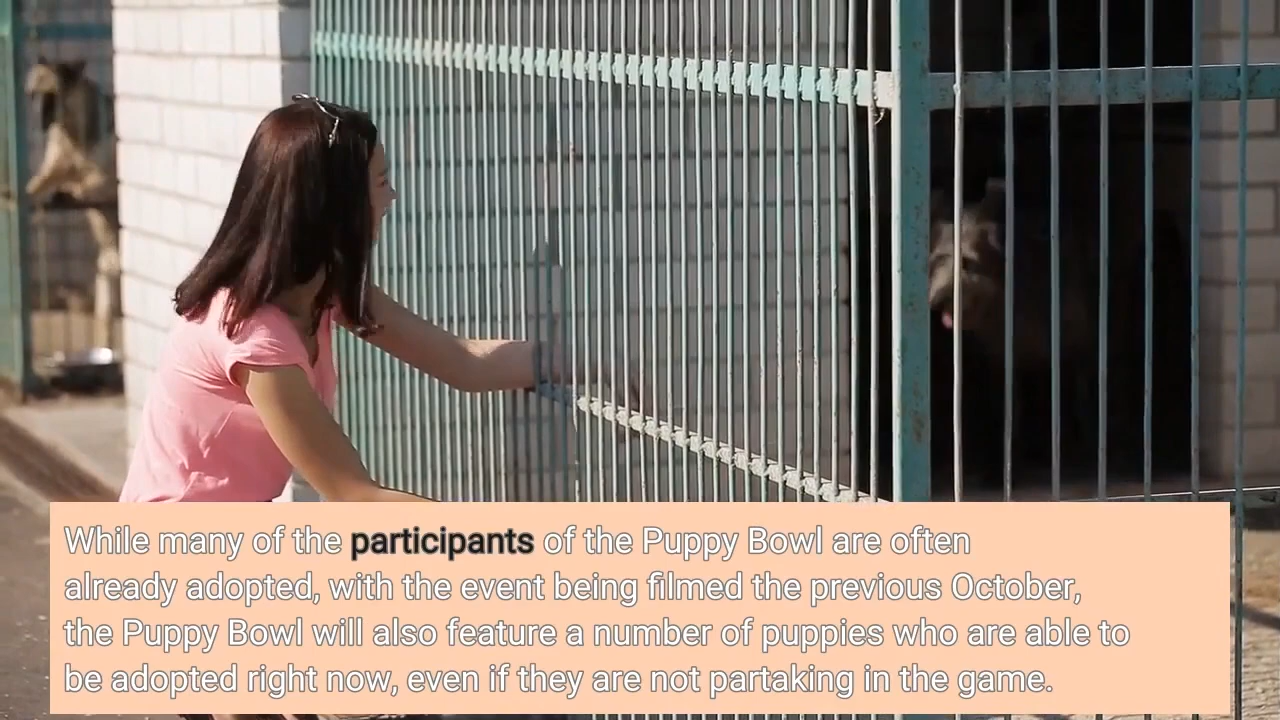 While many of the participants of the Puppy Bowl are often
already adopted, with the event being filmed the previous October,
the Puppy Bowl will also feature a number of puppies who are able to
be adopted right now, even if they are not partaking in the game.